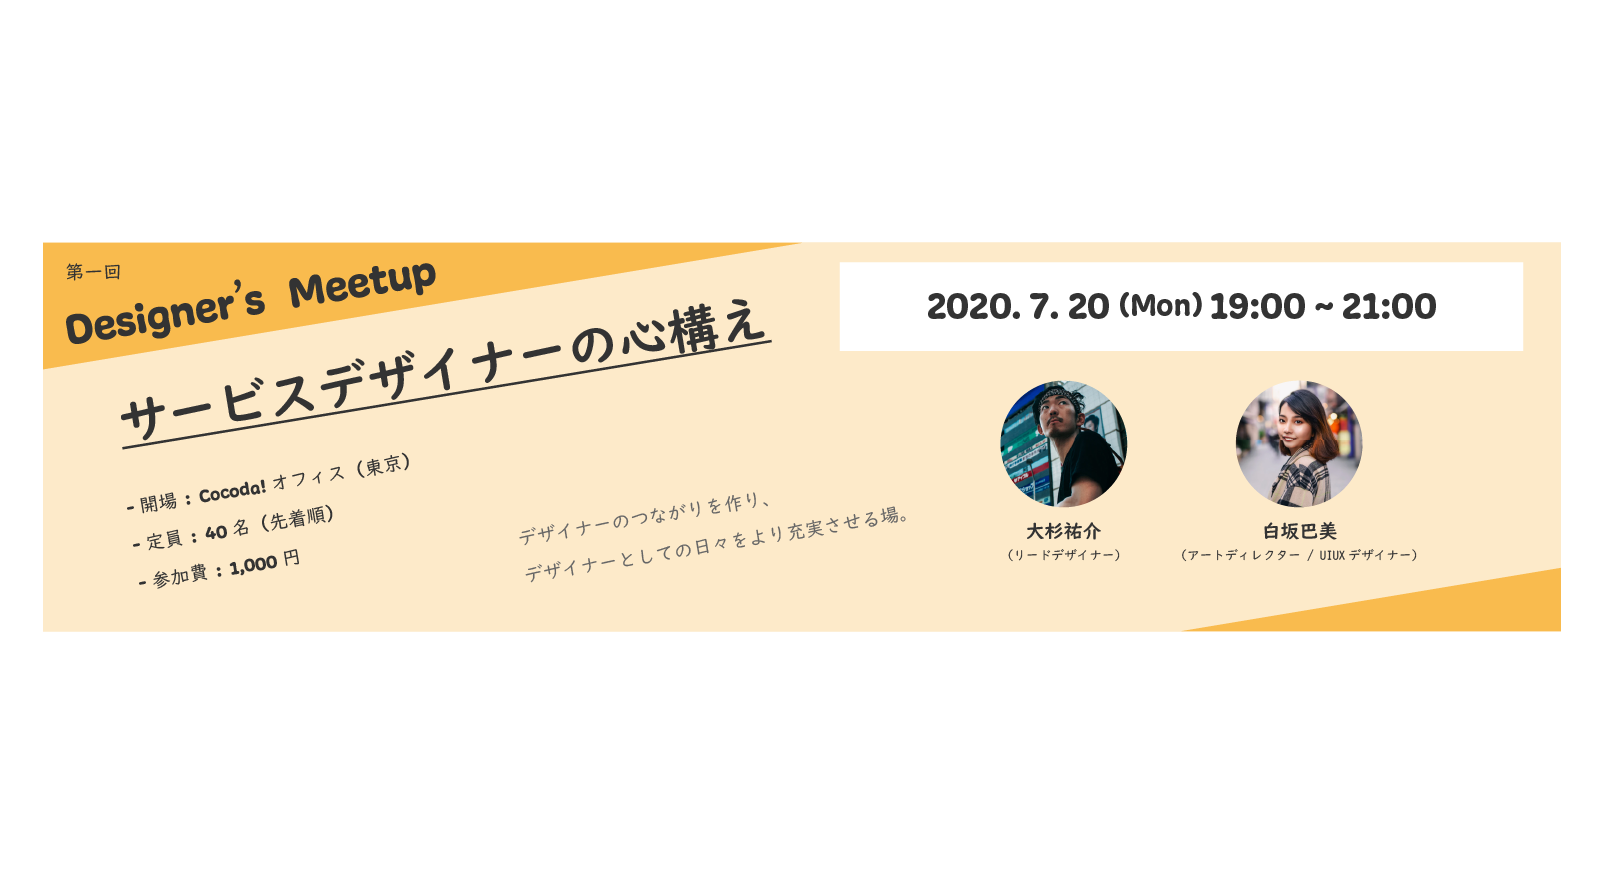 第一回
Designer's Meetup
サービスデザイナーの心構え
- 開場 : Cocoda! オフィス（東京）
- 定員 : 40 名（先着順）
- 参加費 : 1,000 円
デザイナーのつながりを作り、
デザイナーとしての日々をより充実させる場。
2020. 7. 20 (Mon) 19:00 ~ 21:00
大杉祐介
（リードデザイナー）
白坂巴美
（アートディレクター / UIUX デザイナー）